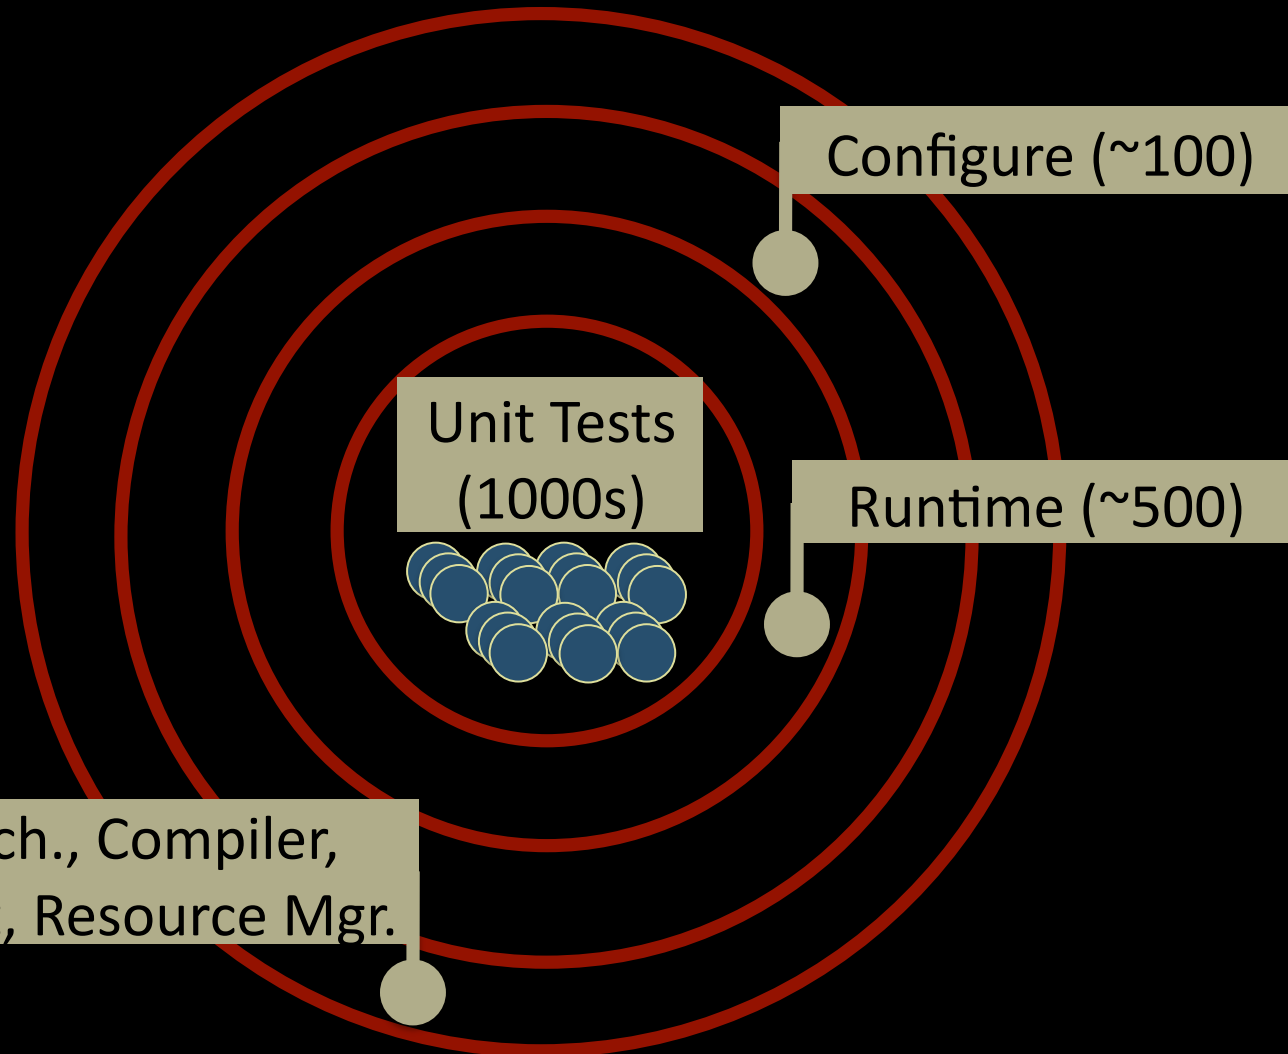 Configure (~100)
Unit Tests
(1000s)
Runtime (~500)
ch., Compiler,
, Resource Mgr.